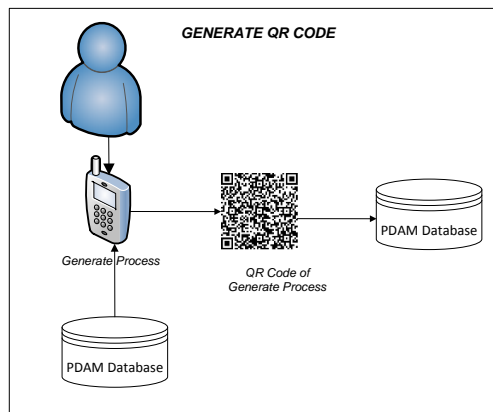 GENERATE QR CODE
Generate Process
PDAM Database
QR Code of
Generate Process
PDAM Database